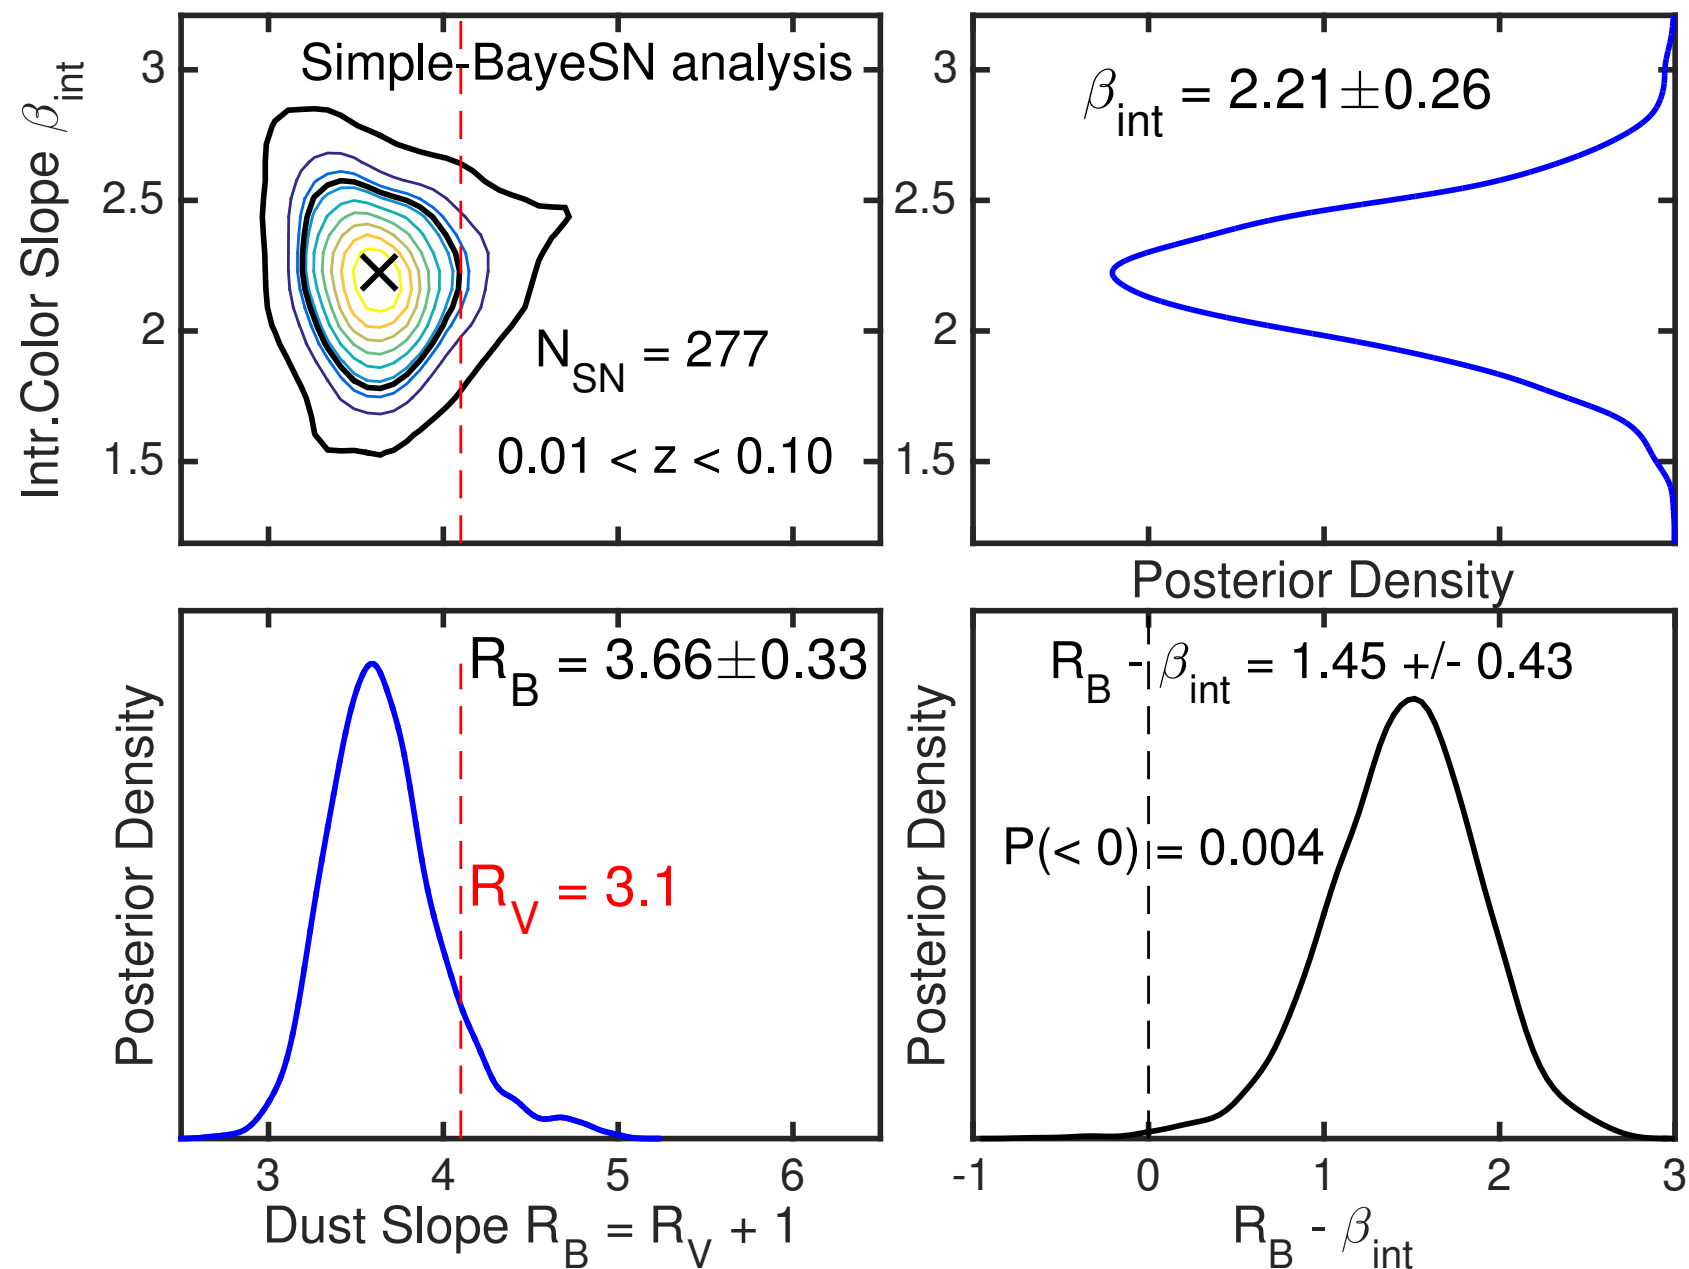 Simple-BayeSN analysis
Intr.Color Slope β_int
3
2.5
2
1.5
N_SN = 277
0.01 < z < 0.10
β_int = 2.21±0.26
3
2.5
2
1.5
Posterior Density
R_B = 3.66±0.33
R_V = 3.1
Posterior Density
3 4 5 6
Dust Slope R_B = R_V + 1
R_B - β_int = 1.45 +/- 0.43
P(< 0) = 0.004
Posterior Density
-1 0 1 2 3
R_B - β_int